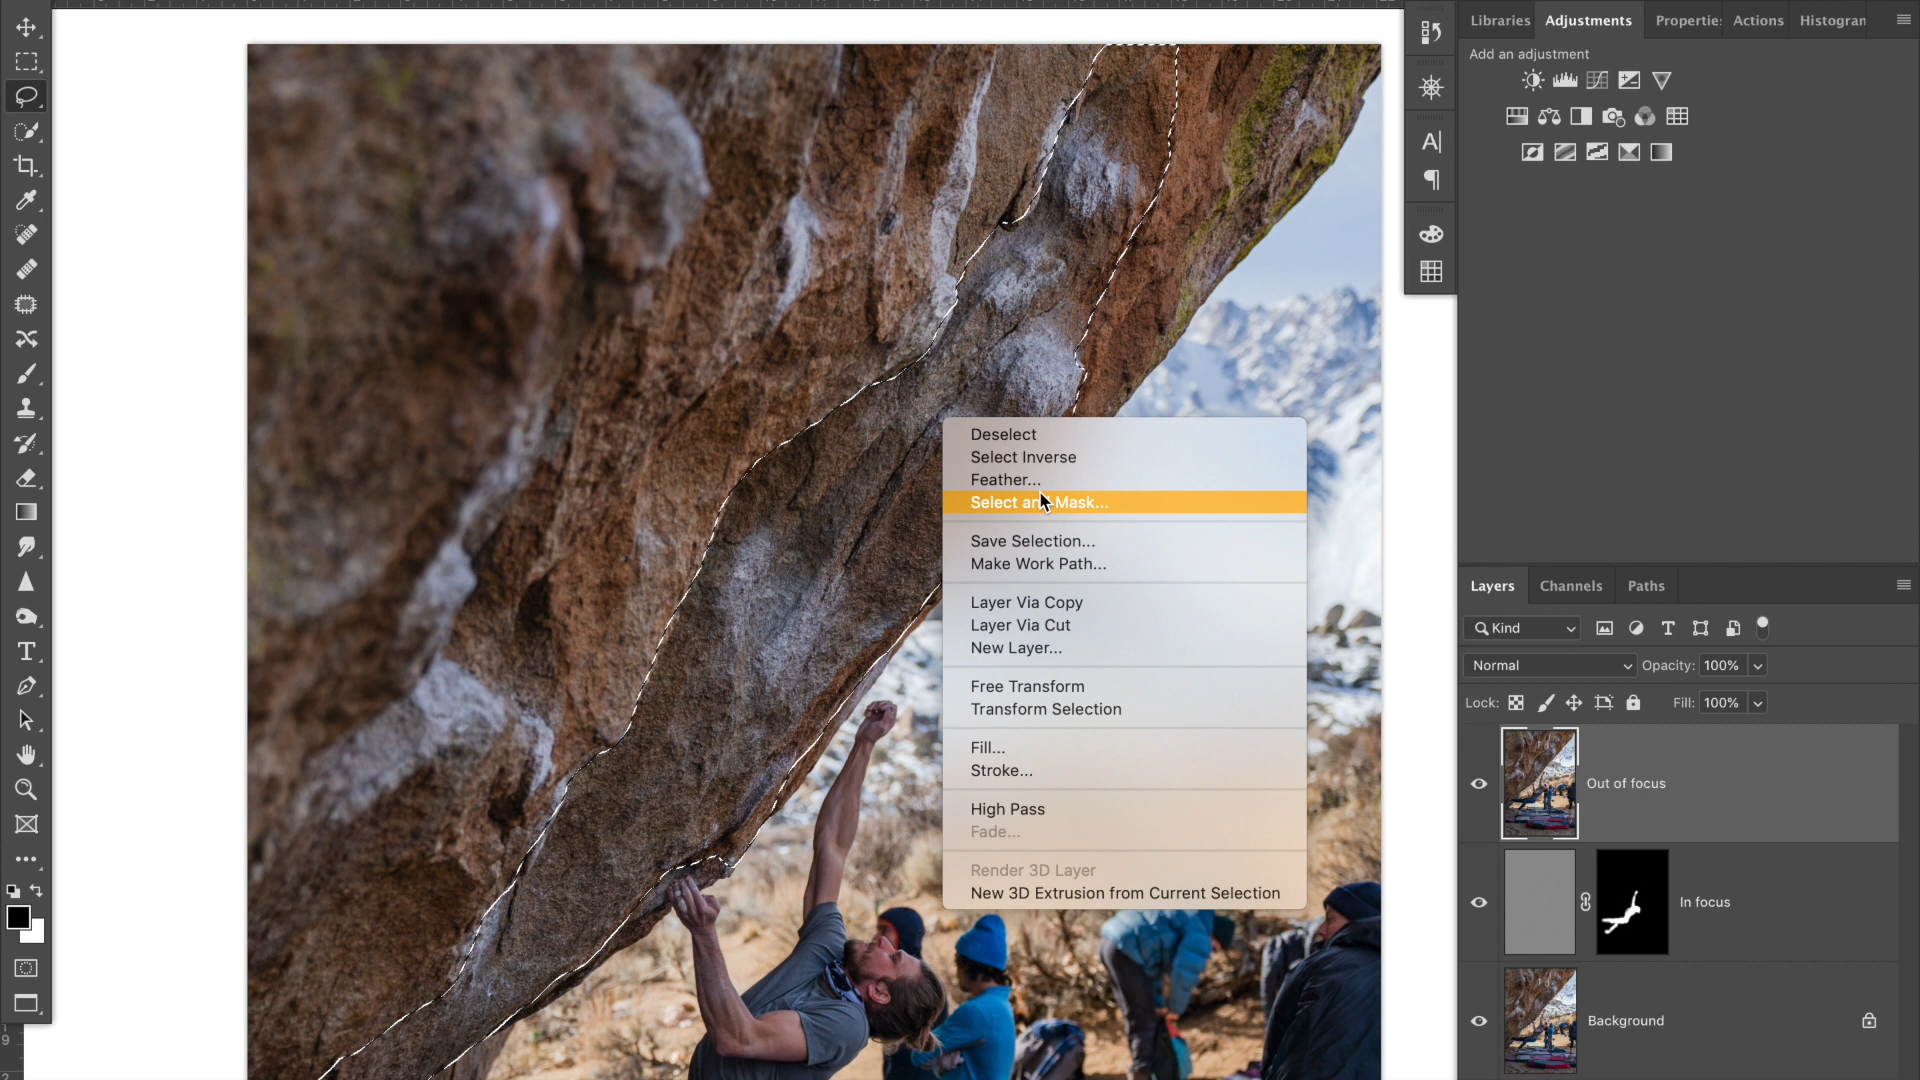 Libraries
Adjustments
Propertie:
Actions
Histogran
Add an adjustment
Deselect
Select Inverse
Feather...
Select and Mask...
Save Selection...
Make Work Path...
Layer Via Copy
Layer Via Cut
New Layer...
Free Transform
Transform Selection
Fill...
Stroke...
High Pass
Fade...
Render 3D Layer
New 3D Extrusion from Current Selection
Layers
Channels
Paths
Kind
Normal
Opacity: 100%
Lock:
Fill: 100%
Out of focus
In focus
Background